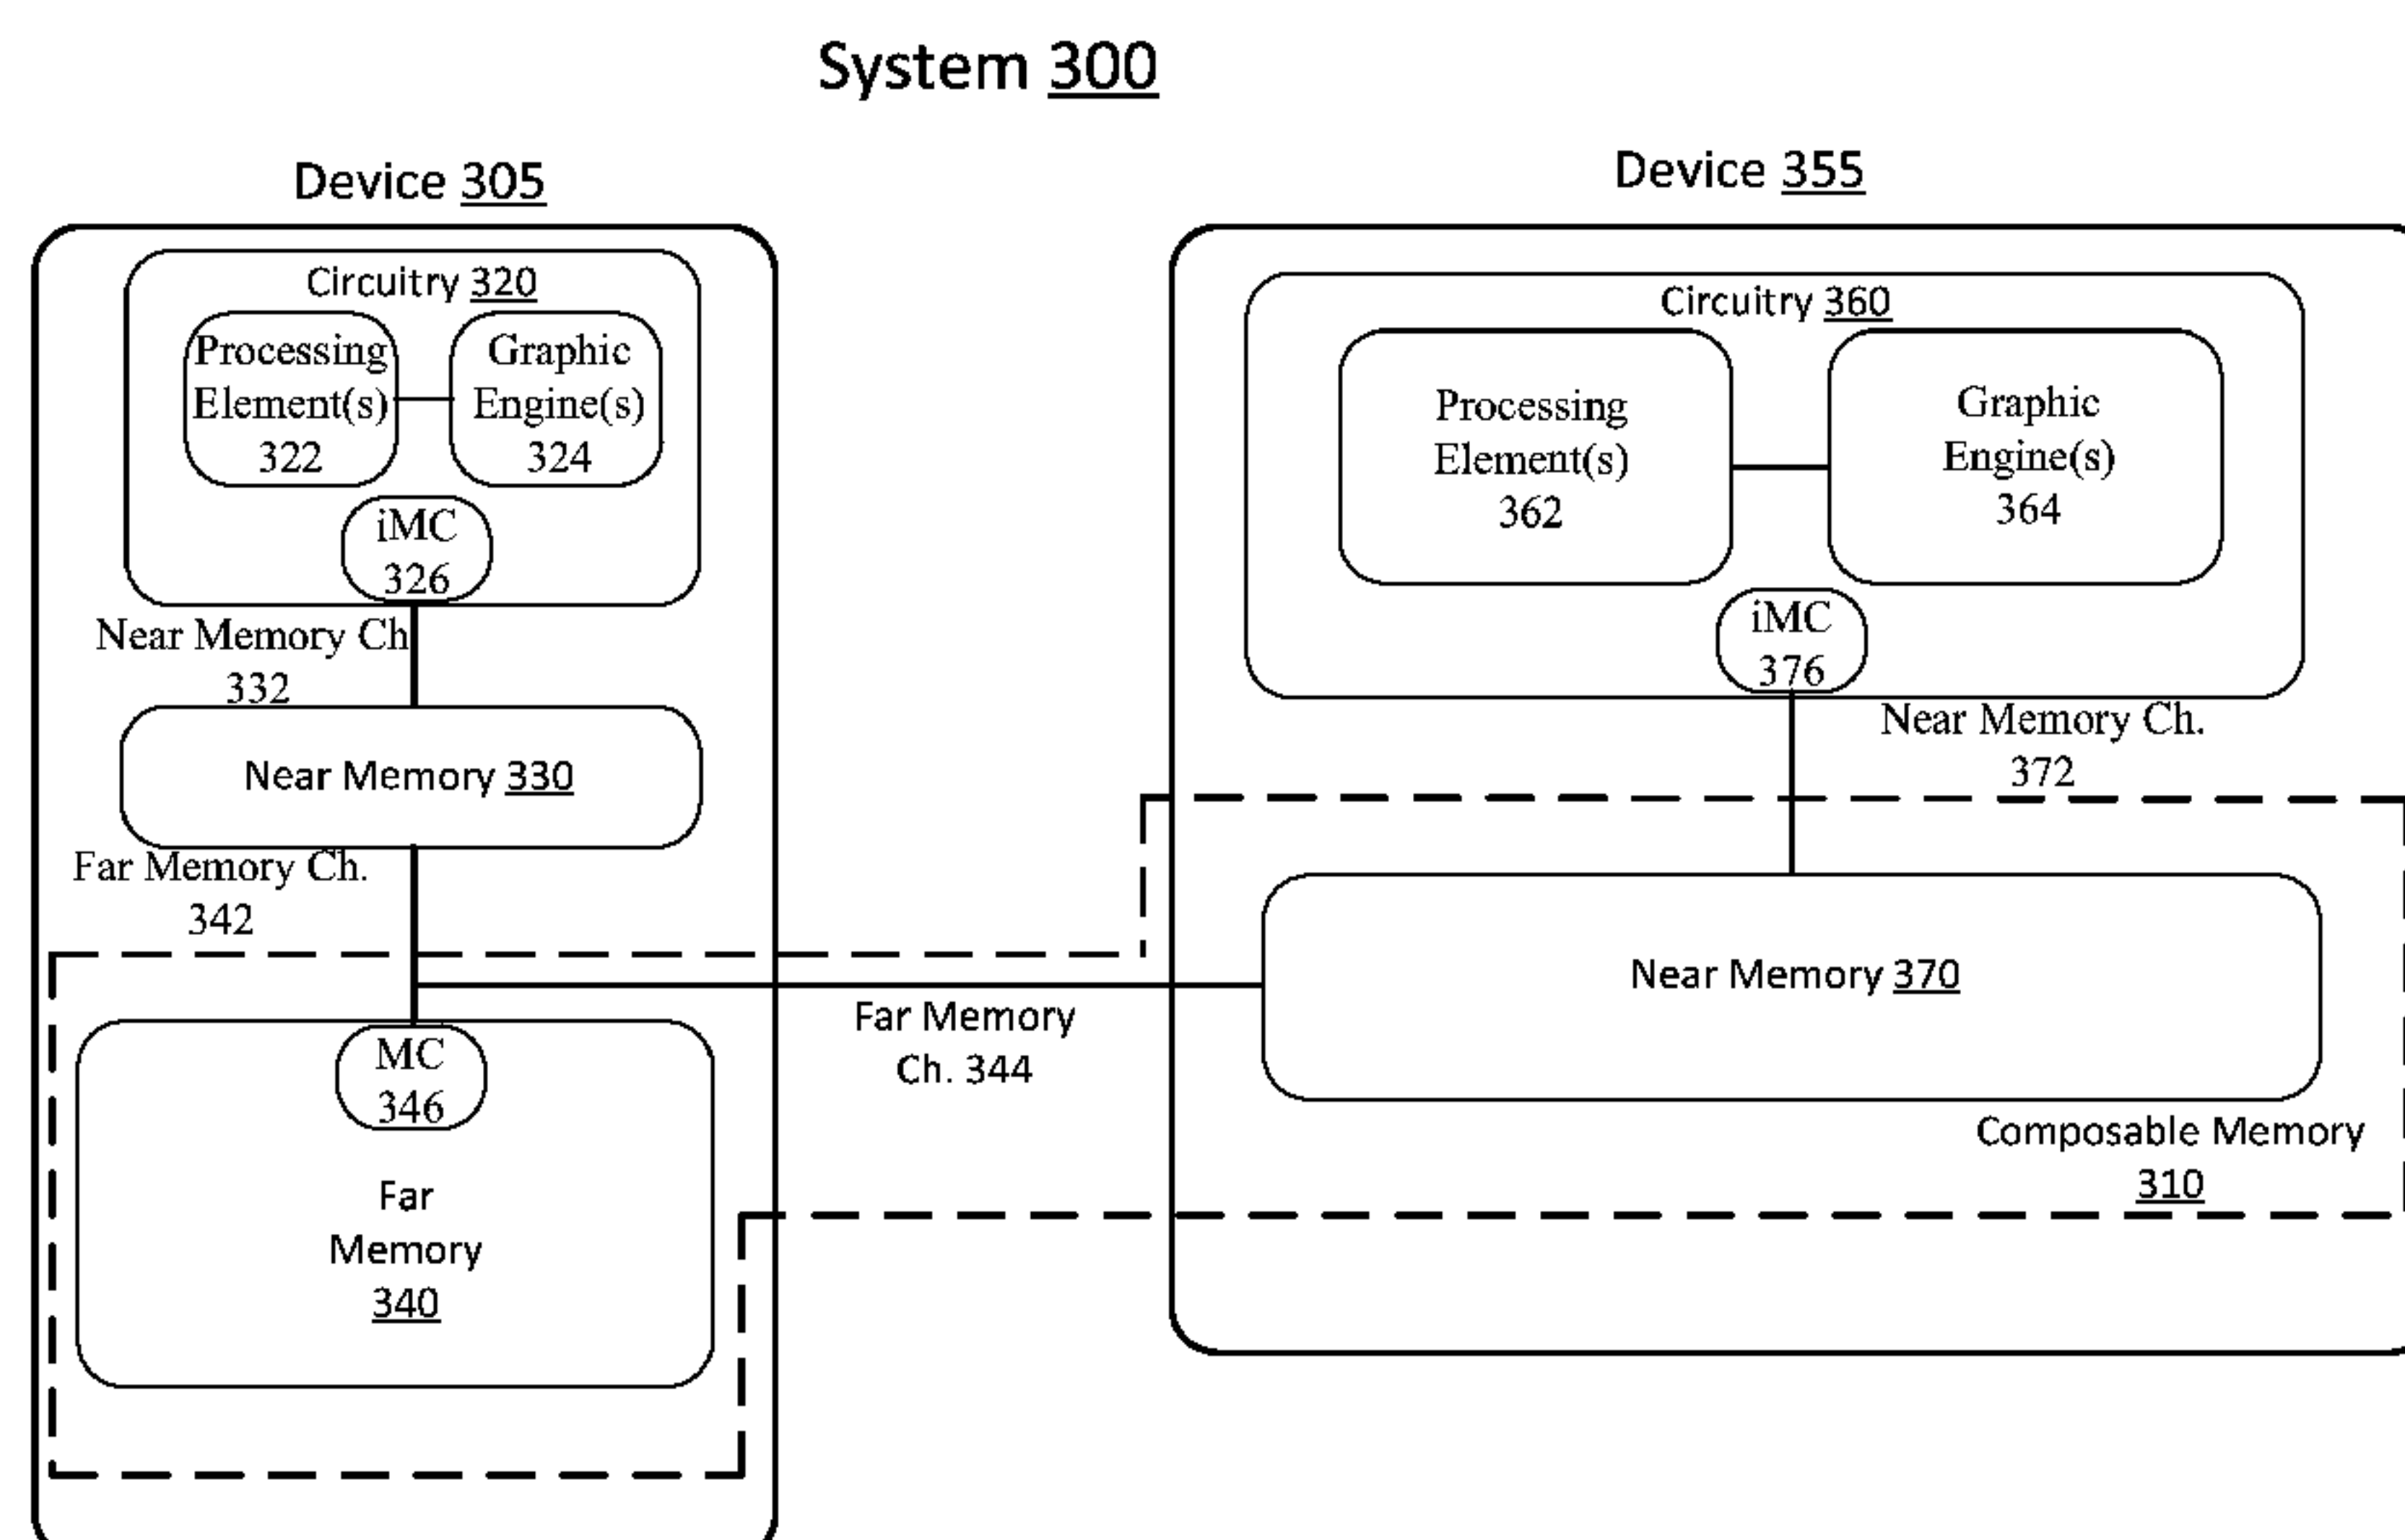 System 300
Device 305
Circuitry 320
Processing
Element(s)
322
Graphic
Engine(s)
324
iMC
326
Near Memory Ch
332
Near Memory 330
Far Memory Ch.
342
MC
346
Far
Memory
340
Far Memory
Ch. 344
Device 355
Circuitry 360
Processing
Element(s)
362
Graphic
Engine(s)
364
iMC
376
Near Memory Ch.
372
Near Memory 370
Composable Memory
310